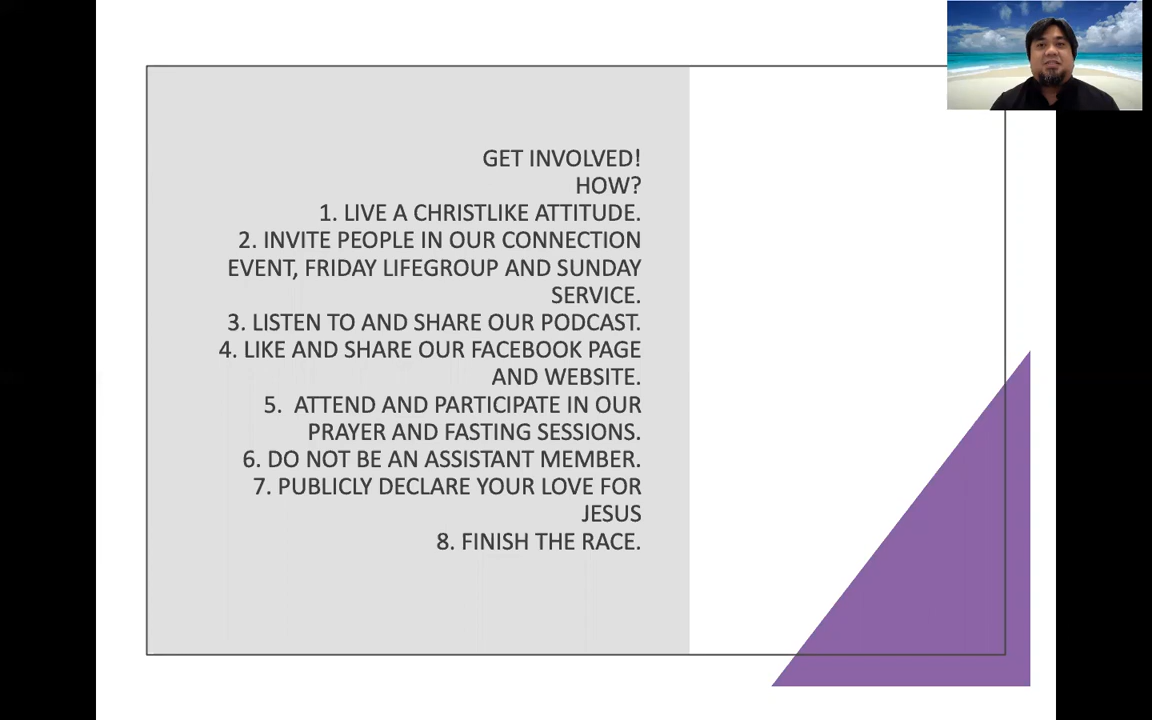 GET INVOLVED!
HOW?
1. LIVE A CHRISTLIKE ATTITUDE.
2. INVITE PEOPLE IN OUR CONNECTION
EVENT, FRIDAY LIFEGROUP AND SUNDAY
SERVICE.
3. LISTEN TO AND SHARE OUR PODCAST.
4. LIKE AND SHARE OUR FACEBOOK PAGE
AND WEBSITE.
5.  ATTEND AND PARTICIPATE IN OUR
PRAYER AND FASTING SESSIONS.
6. DO NOT BE AN ASSISTANT MEMBER.
7. PUBLICLY DECLARE YOUR LOVE FOR
JESUS
8. FINISH THE RACE.